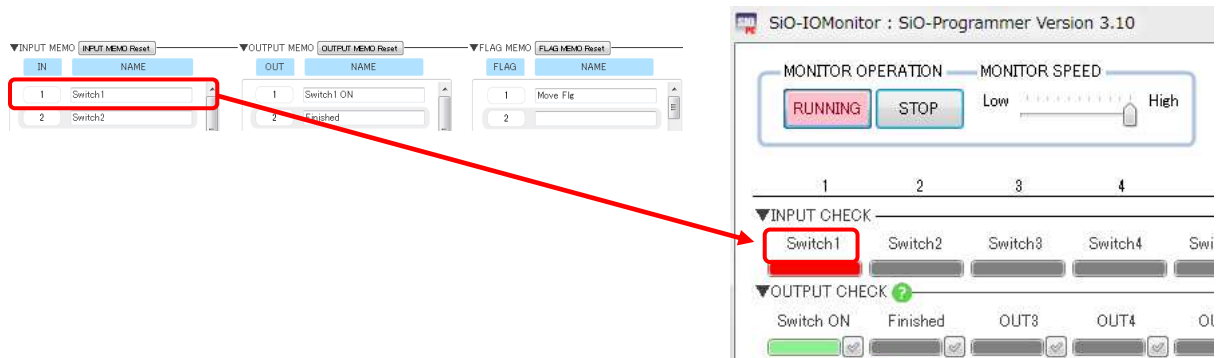 ▼INPUT MEMO INPUT MEMO Reset
IN NAME
1 Switch1
2 Switch2
▼OUTPUT MEMO OUTPUT MEMO Reset
OUT NAME
1 Switch1 ON
2 Finished
▼FLAG MEMO FLAG MEMO Reset
FLAG NAME
1 Move Flg
2
SiO-IOMonitor : SiO-Programmer Version 3.10
MONITOR OPERATION
RUNNING STOP
MONITOR SPEED
Low High
1 2 3 4
▼INPUT CHECK
Switch1 Switch2 Switch3 Switch4 Swi
▼OUTPUT CHECK ?
Switch ON Finished OUT3 OUT4